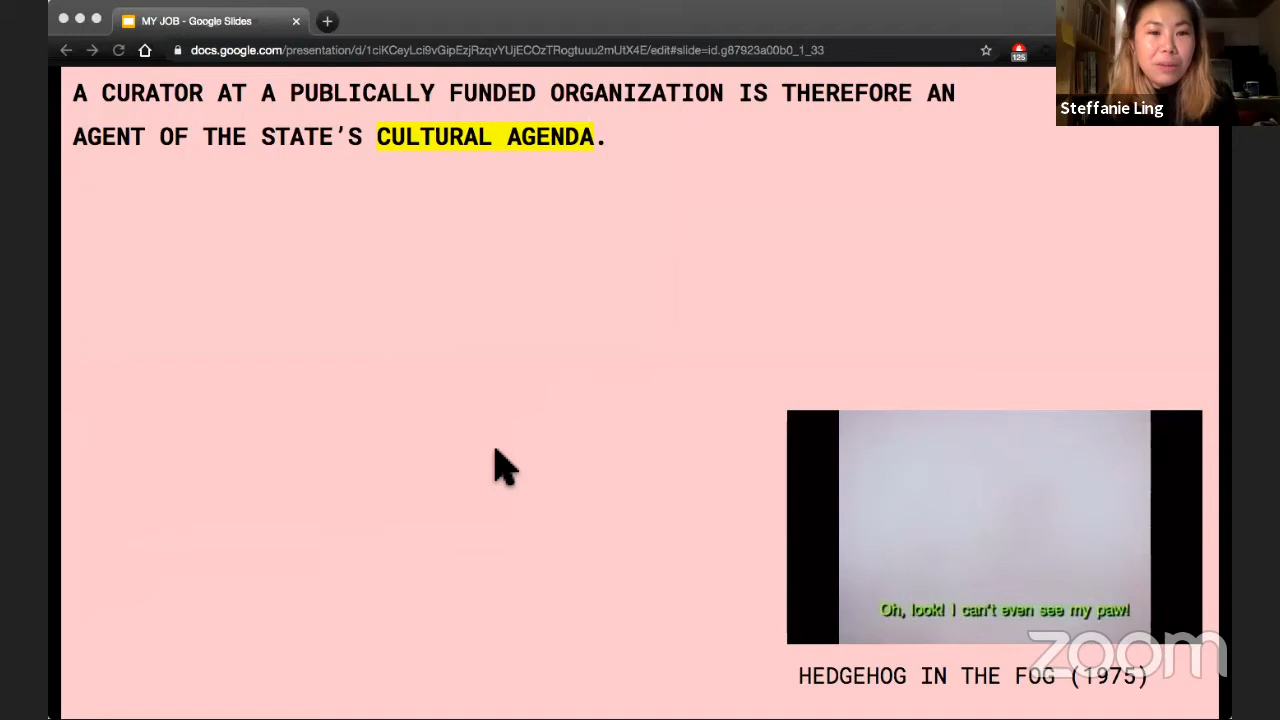 MY JOB - Google Slides
docs.google.com/presentation/d/1ciKCeyLci9vGipEzjRzqvYUjECOzTRogtuuu2mUtX4E/edit#slide=id.g87923a00b0_1_33
125
Steffanie Ling
A CURATOR AT A PUBLICALLY FUNDED ORGANIZATION IS THEREFORE AN
AGENT OF THE STATE’S CULTURAL AGENDA.
Oh, look! I can't even see my paw!
zoom
HEDGEHOG IN THE FOG (1975)